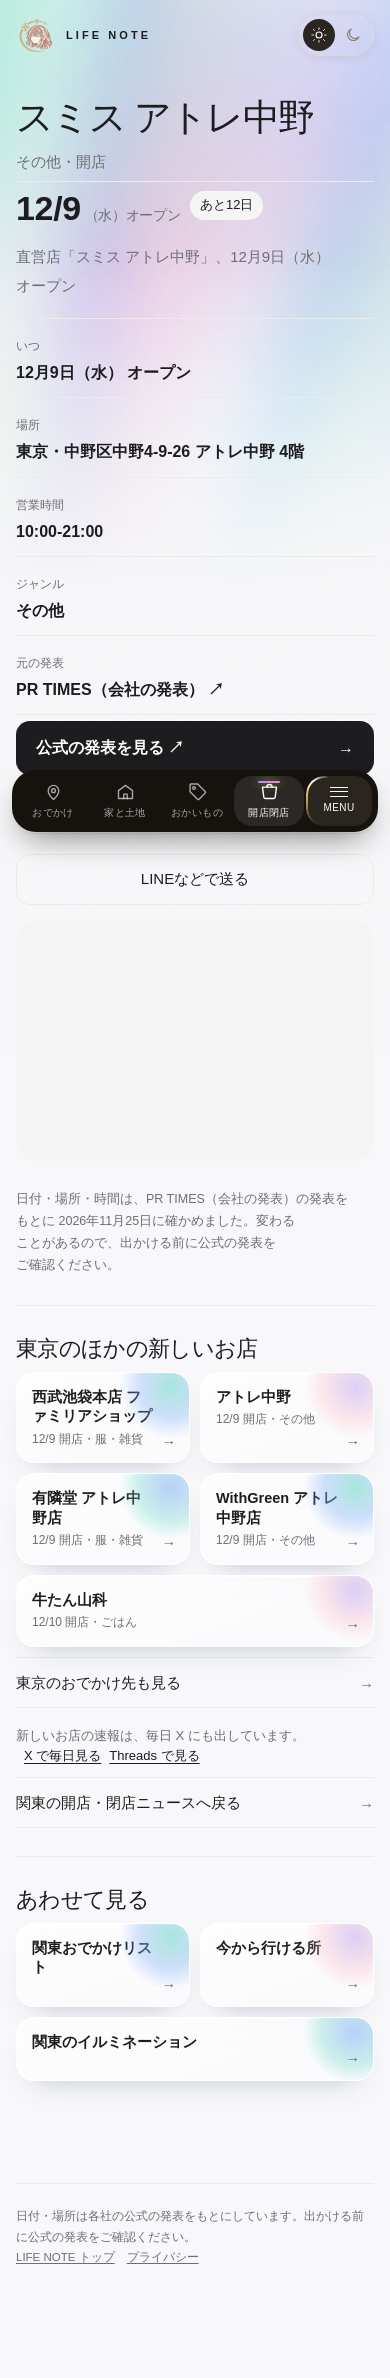 LIFE NOTE
スミス アトレ中野
その他・開店
12/9 （水）オープン あと12日
直営店「スミス アトレ中野」、12月9日（水）
オープン
いつ
12月9日（水） オープン
場所
東京・中野区中野4-9-26 アトレ中野 4階
営業時間
10:00-21:00
ジャンル
その他
元の発表
PR TIMES（会社の発表） ↗
公式の発表を見る ↗ →
おでかけ 家と土地 おかいもの 開店閉店 MENU
LINEなどで送る
日付・場所・時間は、PR TIMES（会社の発表）の発表を
もとに 2026年11月25日に確かめました。変わる
ことがあるので、出かける前に公式の発表を
ご確認ください。
東京のほかの新しいお店
西武池袋本店 フ
ァミリアショップ
12/9 開店・服・雑貨 →
アトレ中野
12/9 開店・その他
→
有隣堂 アトレ中
野店
12/9 開店・服・雑貨 →
WithGreen アトレ
中野店
12/9 開店・その他 →
牛たん山科
12/10 開店・ごはん →
東京のおでかけ先も見る →
新しいお店の速報は、毎日 X にも出しています。
X で毎日見る Threads で見る
関東の開店・閉店ニュースへ戻る →
あわせて見る
関東おでかけリス
ト
→
今から行ける所
→
関東のイルミネーション
→
日付・場所は各社の公式の発表をもとにしています。出かける前
に公式の発表をご確認ください。
LIFE NOTE トップ プライバシー